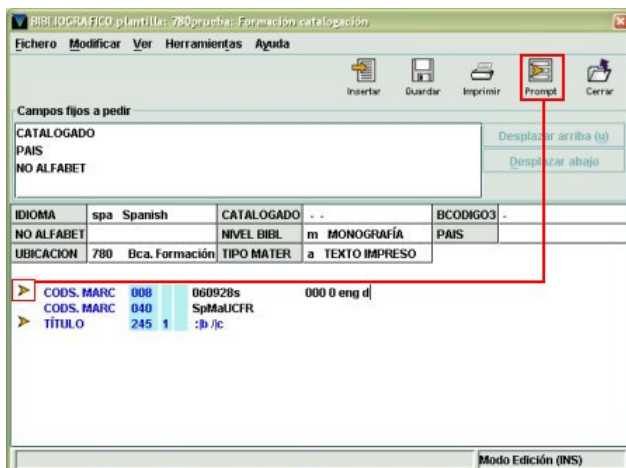 BIBLIOGRAFICO plantilla: 780prueba: Formación catalogación
Fichero Modificar Ver Herramientas Ayuda
Insertar Guardar Imprimir Prompt Cerrar
Campos fijos a pedir
CATALOGADO
PAIS
NO ALFABET
Desplazar arriba (u)
Desplazar abajo
IDIOMA spa Spanish CATALOGADO - - BCODIGO3 -
NO ALFABET NIVEL BIBL m MONOGRAFÍA PAIS
UBICACION 780 Bca. Formación TIPO MATER a TEXTO IMPRESO
CODS. MARC 008 060928s 000 0 eng d
CODS. MARC 040 SpMaUCFR
TÍTULO 245 1 :|b /|c
Modo Edición (INS)